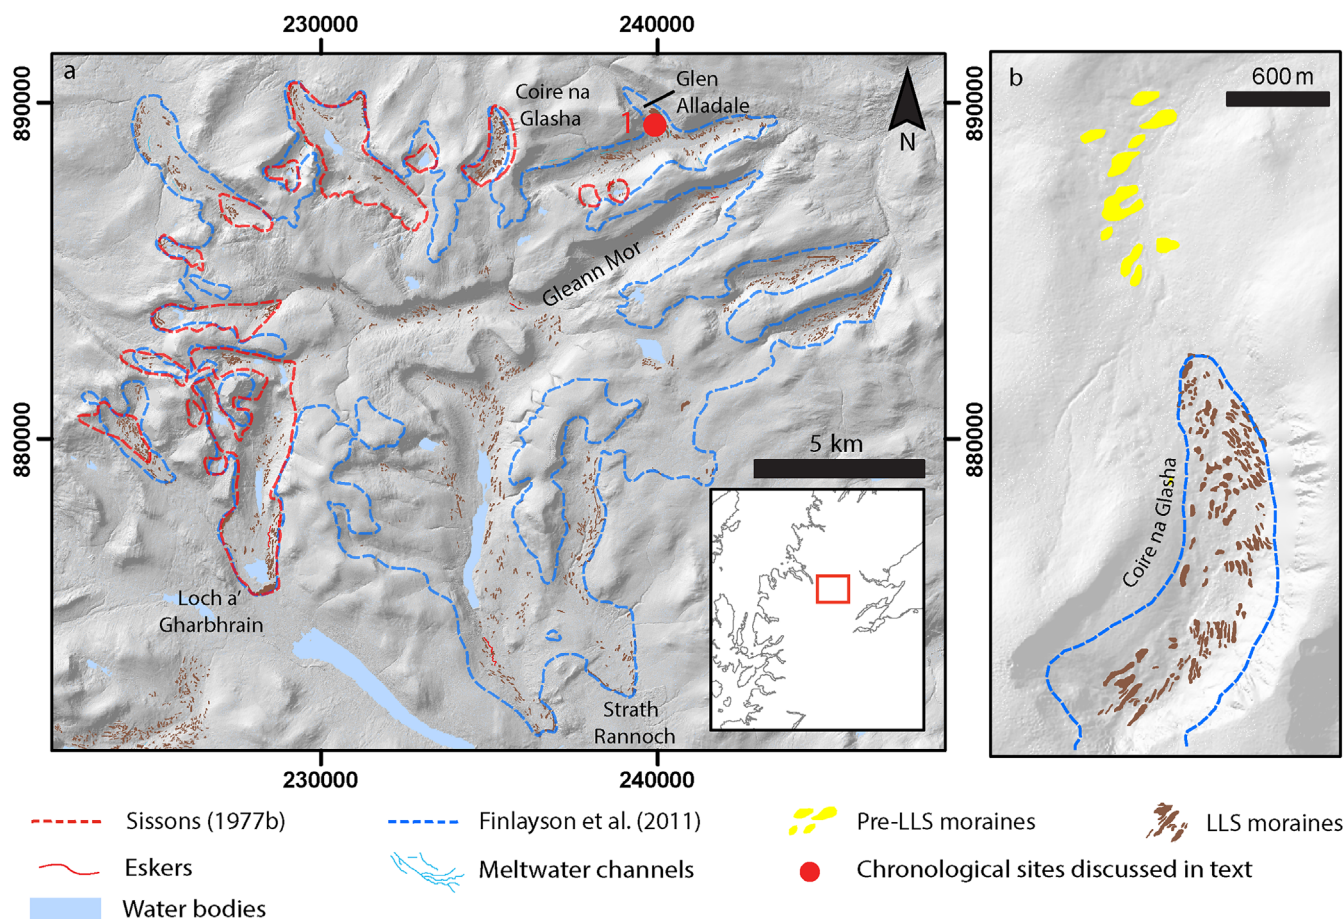 230000
240000
a
b
890000
890000
Coire na
Glasha
Glen
Alladale
1
N
600 m
Gleann Mor
880000
880000
5 km
Coire na Glasha
Loch a'
Gharbhrain
Strath
Rannoch
230000
240000
Sissons (1977b)
Finlayson et al. (2011)
Pre-LLS moraines
LLS moraines
Eskers
Meltwater channels
Chronological sites discussed in text
Water bodies